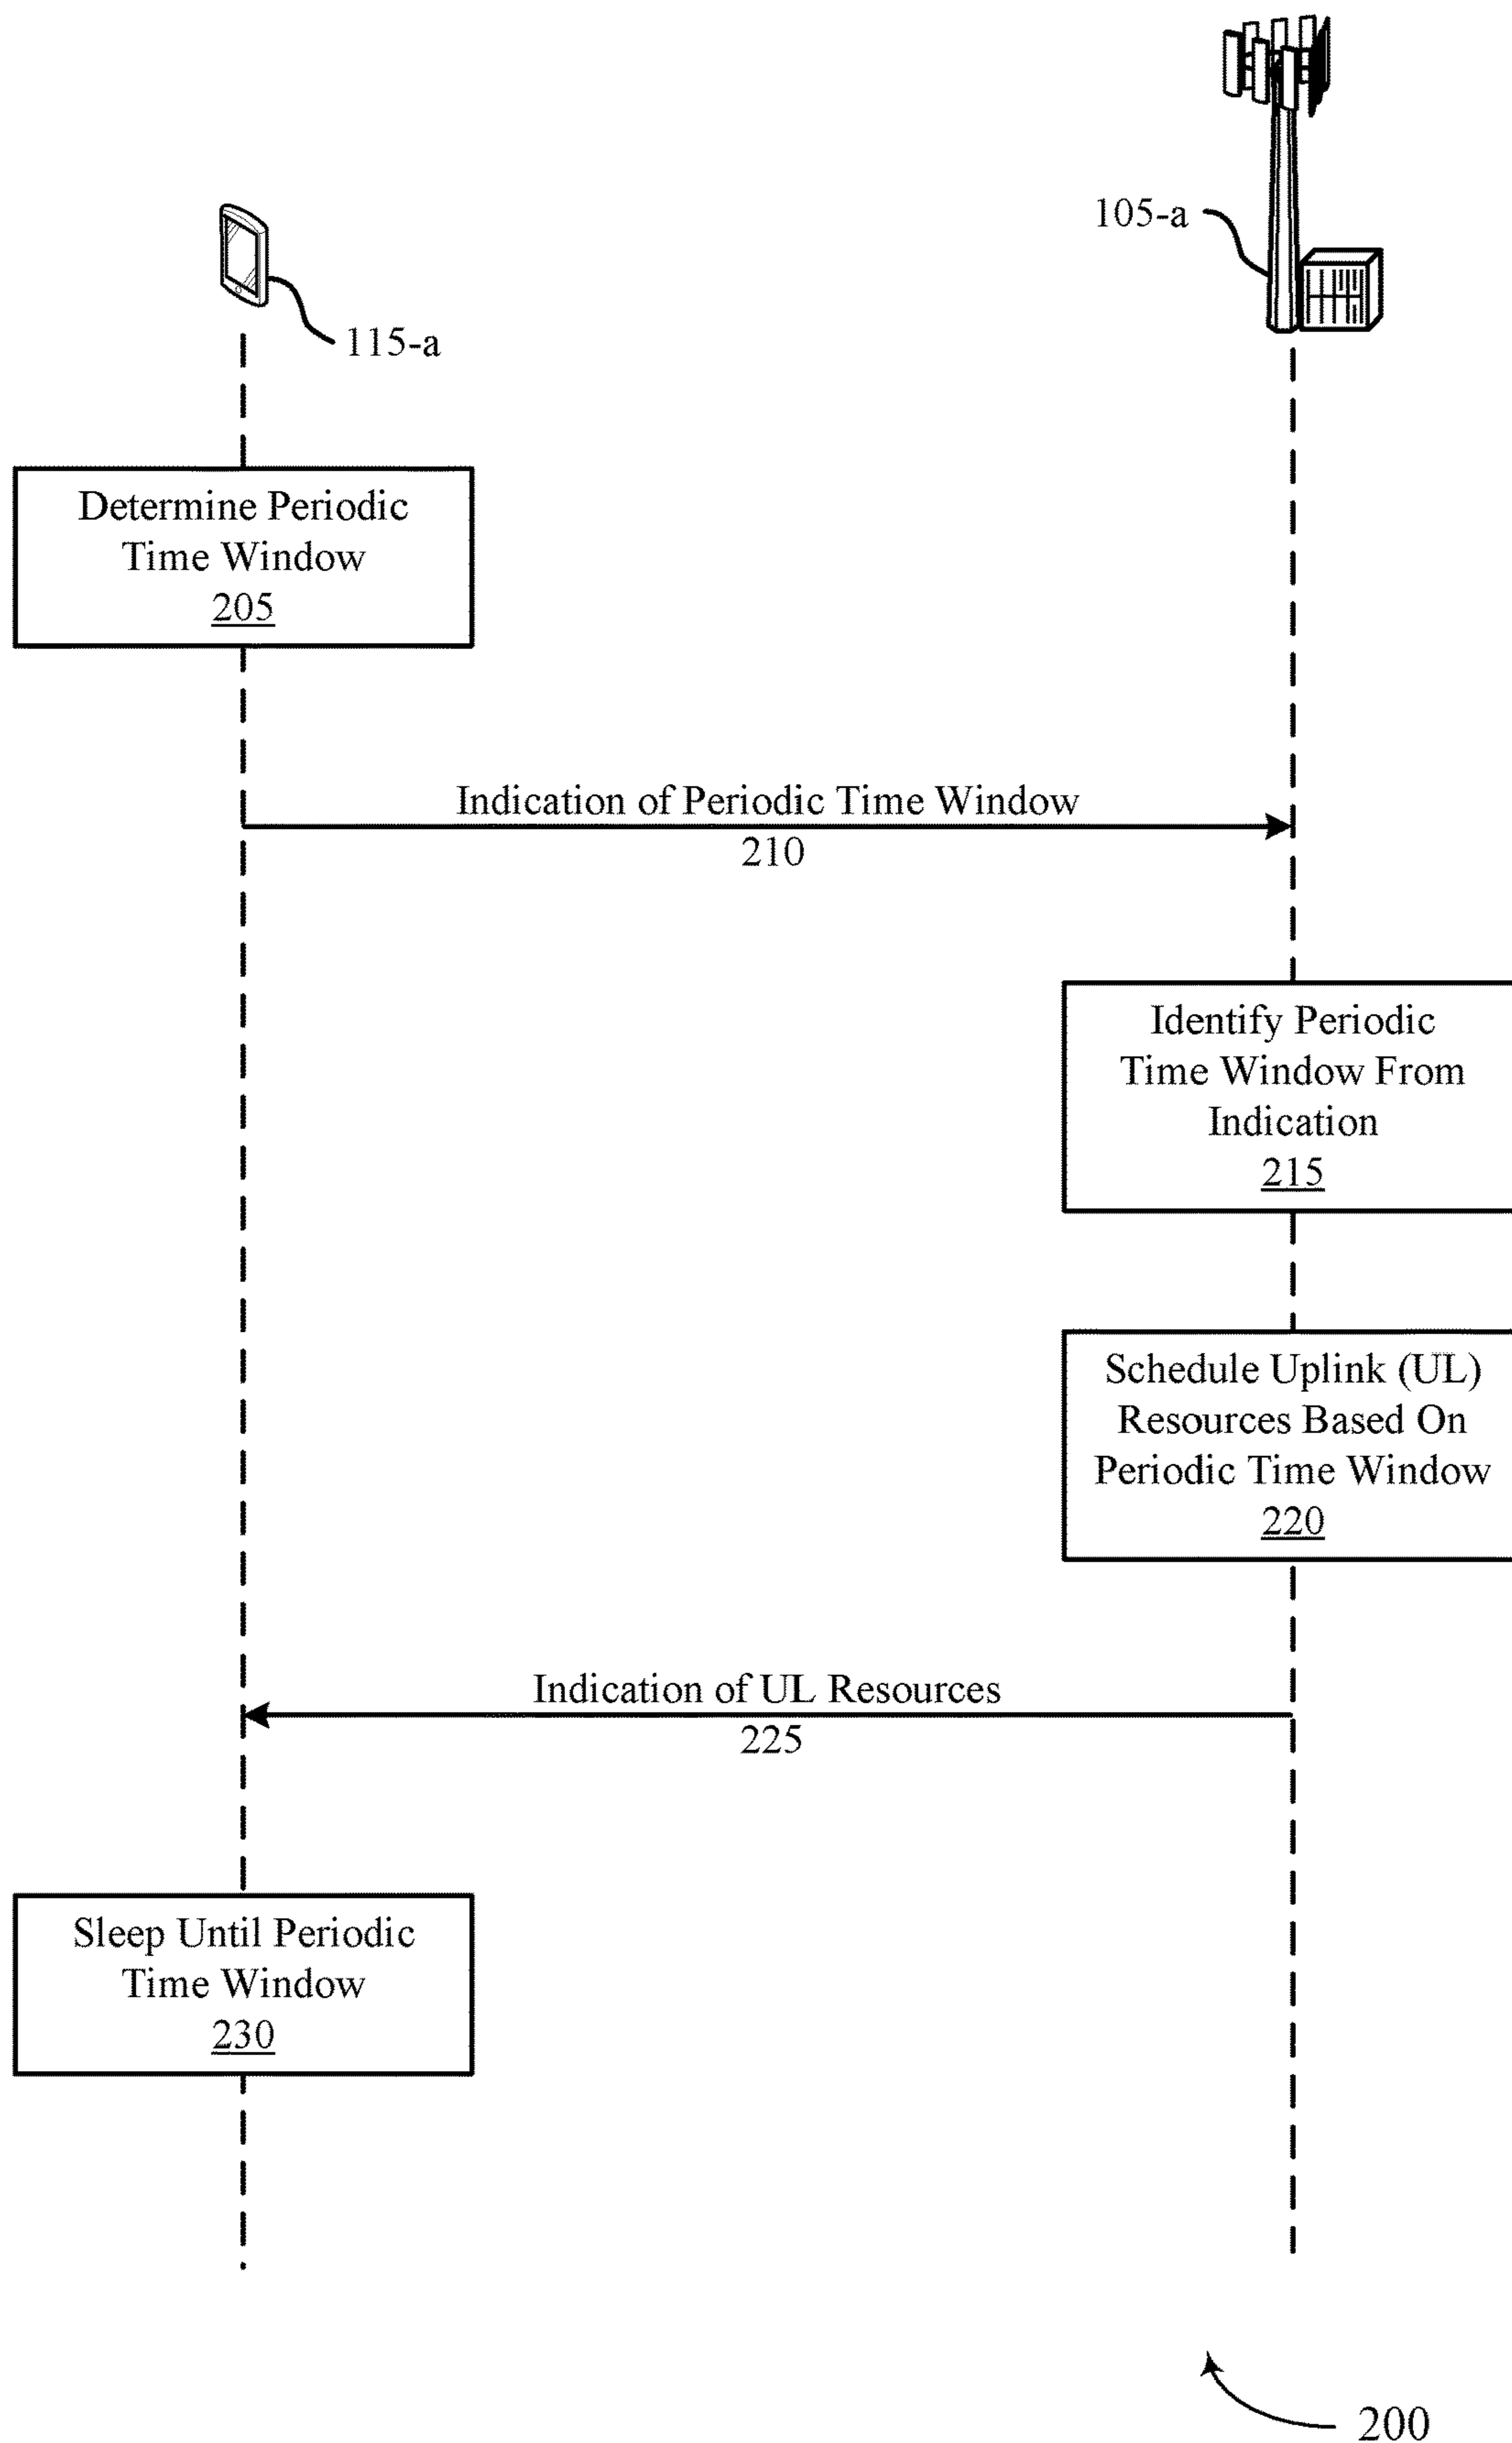 105-a
115-a
Determine Periodic
Time Window
205
Indication of Periodic Time Window
210
Identify Periodic
Time Window From
Indication
215
Schedule Uplink (UL)
Resources Based On
Periodic Time Window
220
Indication of UL Resources
225
Sleep Until Periodic
Time Window
230
200